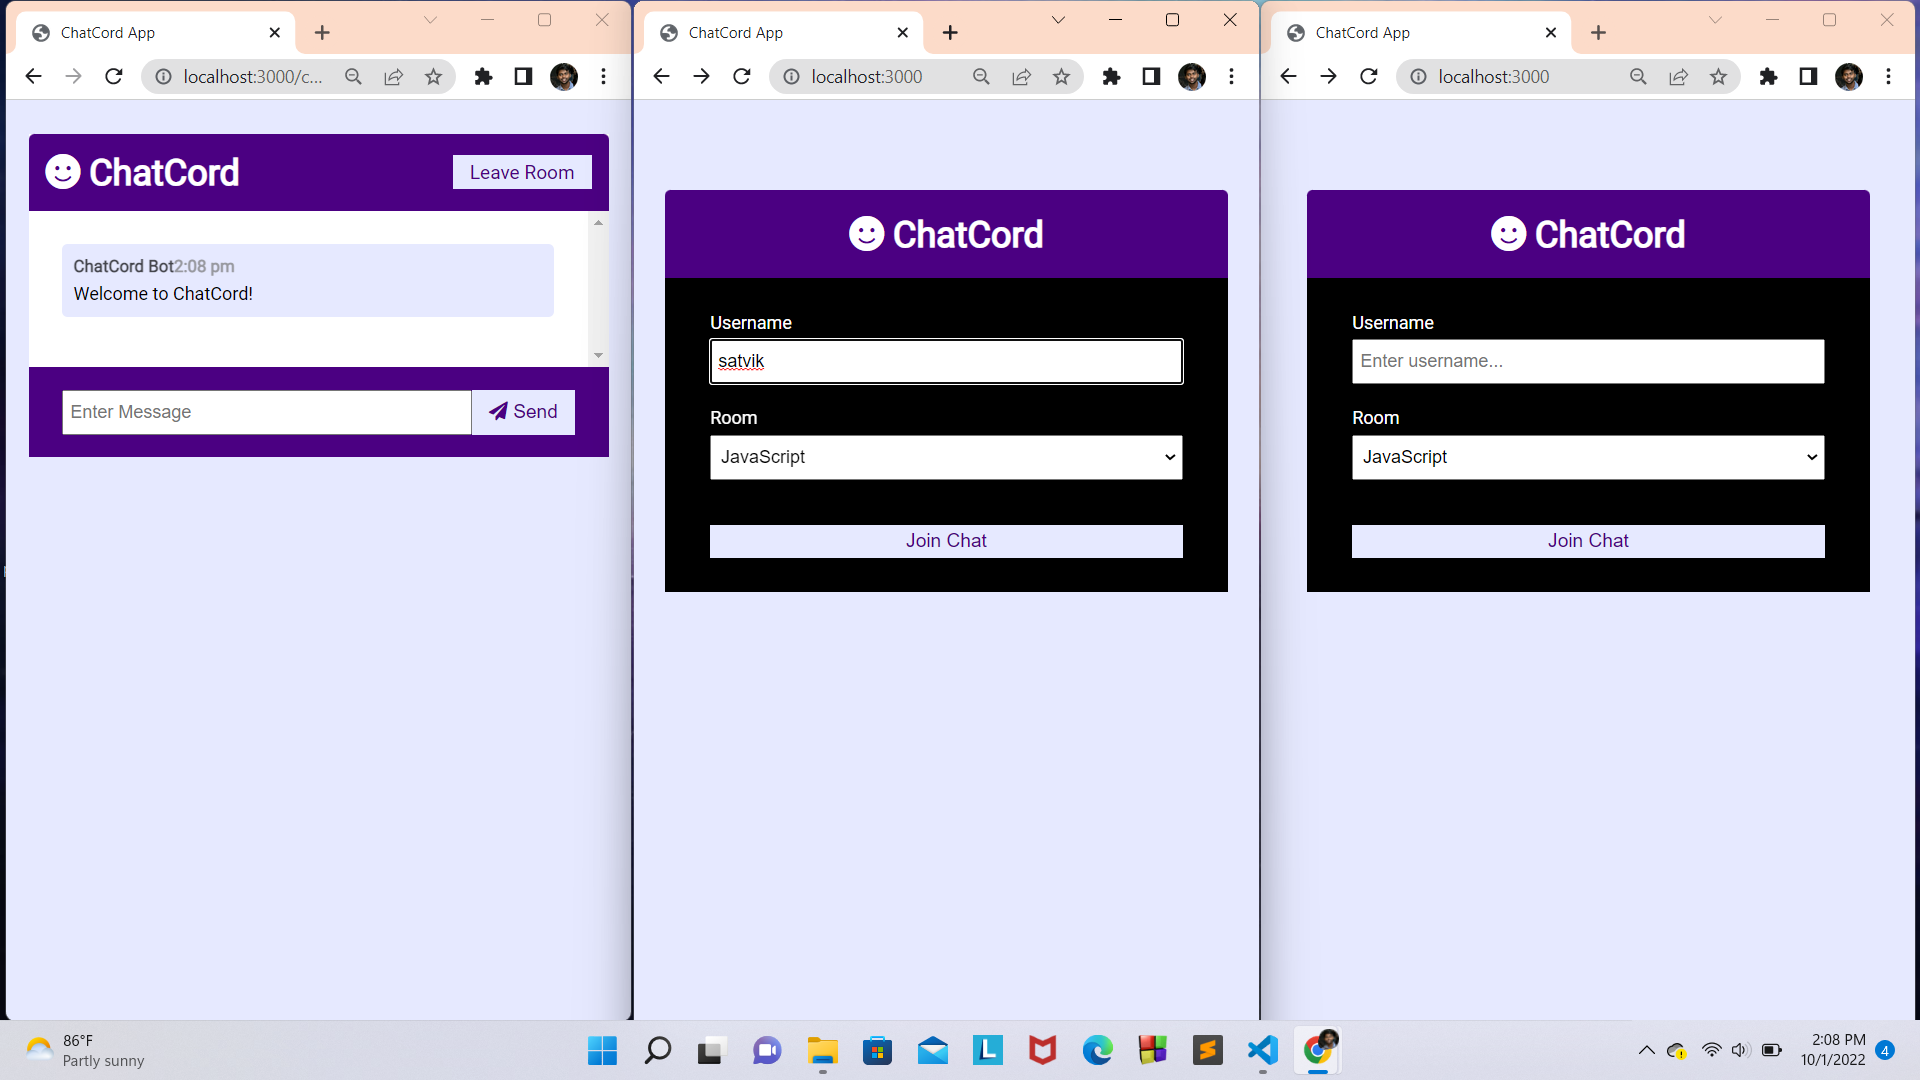 ChatCord App
localhost:3000/c...
ChatCord
Leave Room
ChatCord Bot2:08 pm
Welcome to ChatCord!
Enter Message
Send
ChatCord App
localhost:3000
ChatCord
Username
satvik
Room
JavaScript
Join Chat
ChatCord App
localhost:3000
ChatCord
Username
Enter username...
Room
JavaScript
Join Chat
86°F
Partly sunny
L
2:08 PM
10/1/2022
4